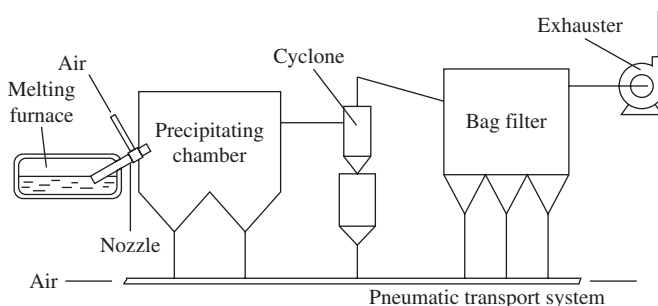 Exhauster
Cyclone
Air
Melting
furnace
Precipitating
chamber
Bag filter
Nozzle
Air
Pneumatic transport system